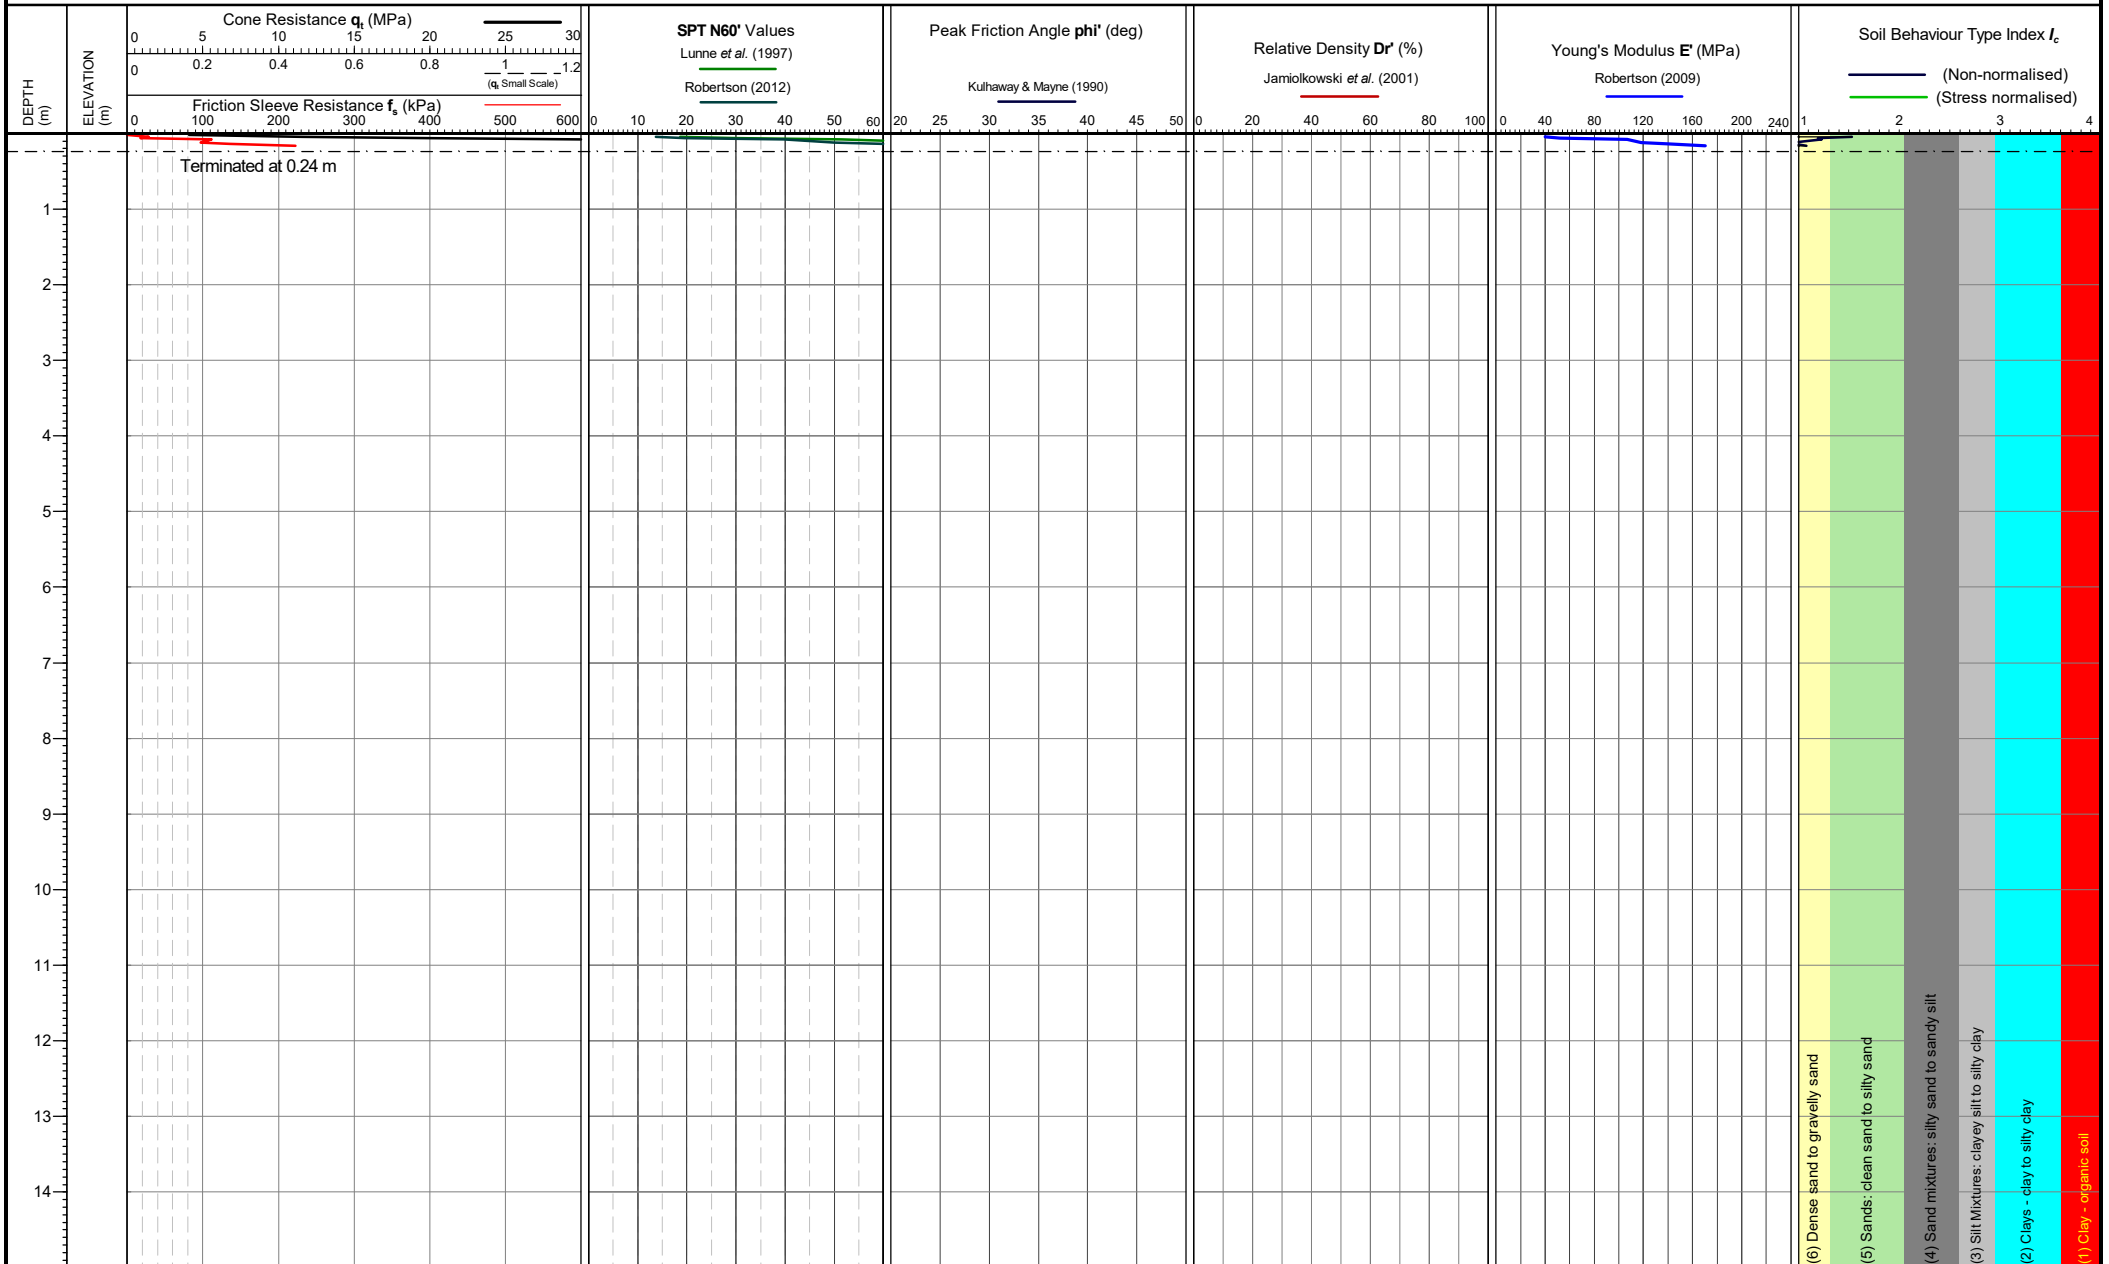 DEPTH (m)
ELEVATION (m)
Cone Resistance qt (MPa)
0 5 10 15 20 25 30
0 0.2 0.4 0.6 0.8 1 1.2
(qt Small Scale)
Friction Sleeve Resistance fs (kPa)
0 100 200 300 400 500 600
SPT N60' Values
Lunne et al. (1997)
Robertson (2012)
0 10 20 30 40 50 60
Peak Friction Angle phi' (deg)
Kulhaway & Mayne (1990)
20 25 30 35 40 45 50
Relative Density Dr' (%)
Jamiolkowski et al. (2001)
0 20 40 60 80 100
Young's Modulus E' (MPa)
Robertson (2009)
0 40 80 120 160 200 240
Soil Behaviour Type Index Ic
(Non-normalised)
(Stress normalised)
1 2 3 4
Terminated at 0.24 m
1
2
3
4
5
6
7
8
9
10
11
12
13
14
(6) Dense sand to gravelly sand
(5) Sands: clean sand to silty sand
(4) Sand mixtures: silty sand to sandy silt
(3) Silt Mixtures: clayey silt to silty clay
(2) Clays - clay to silty clay
(1) Clay - organic soil